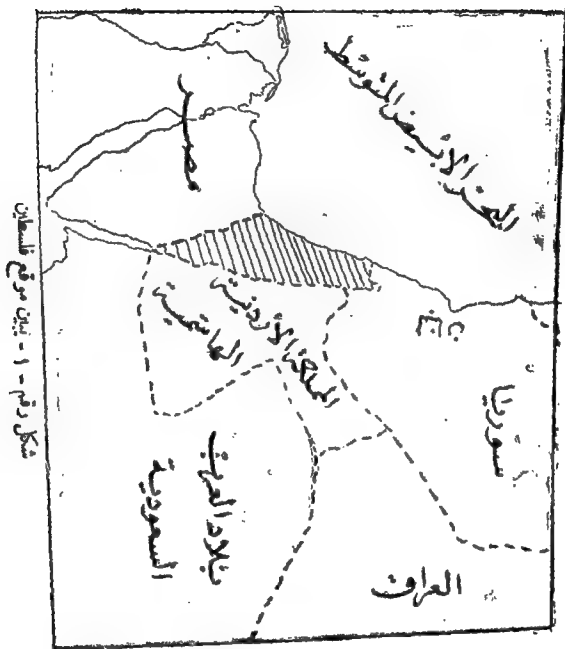 البحر الأبيض المتوسط
مصر
سوريا
المملكة الأردنية
الهاشمية
العراق
بلاد العرب
السعودية
شكل رقم - ١ - يبين موقع فلسطين